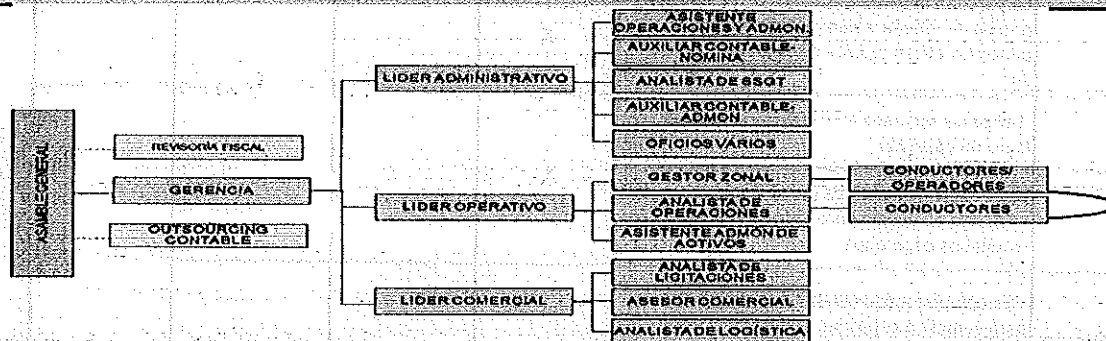 ASAMBLEA GENERAL
REVISORIA FISCAL
GERENCIA
OUTSOURCING
CONTABLE
LIDER ADMINISTRATIVO
LIDER OPERATIVO
LIDER COMERCIAL
ASISTENTE
OPERACIONES Y ADMON.
AUXILIAR CONTABLE-
NOMINA
ANALISTA DE SSGT
AUXILIAR CONTABLE-
ADMON
OFICIOS VARIOS
GESTOR ZONAL
ANALISTA DE
OPERACIONES
ASISTENTE ADMON DE
ACTIVOS
ANALISTA DE
LICITACIONES
ASESOR COMERCIAL
ANALISTA DE LOGÍSTICA
CONDUCTORES/
OPERADORES
CONDUCTORES